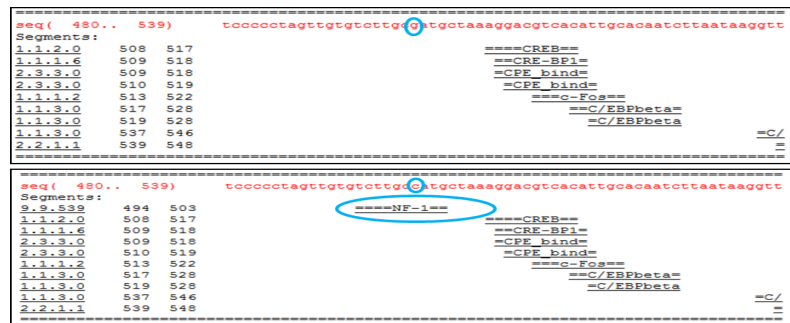 seq( 480.. 539) tccccctagttgtgtcttgcgatgctaaaggacgtcacattgcacaatcttaataaggtt
Segments:
1.1.2.0 508 517 ====CREB==
1.1.1.6 509 518 ==CRE-BP1=
2.3.3.0 509 518 =CPE_bind=
2.3.3.0 510 519 =CPE_bind=
1.1.1.2 513 522 ===c-Fos==
1.1.3.0 517 528 ==C/EBPbeta=
1.1.3.0 519 528 =C/EBPbeta
1.1.3.0 537 546 =C/
2.2.1.1 539 548 =
seq( 480.. 539) tccccctagttgtgtcttgccatgctaaaggacgtcacattgcacaatcttaataaggtt
Segments:
9.9.539 494 503 ====NF-1==
1.1.2.0 508 517 ====CREB==
1.1.1.6 509 518 ==CRE-BP1=
2.3.3.0 509 518 =CPE_bind=
2.3.3.0 510 519 =CPE_bind=
1.1.1.2 513 522 ===c-Fos==
1.1.3.0 517 528 ==C/EBPbeta=
1.1.3.0 519 528 =C/EBPbeta
1.1.3.0 537 546 =C/
2.2.1.1 539 548 =